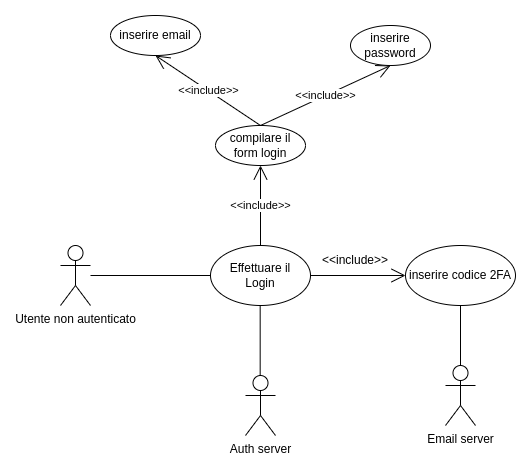 inserire email
inserire
password
<<include>>
<<include>>
compilare il
form login
<<include>>
Effettuare il
Login
<<include>>
inserire codice 2FA
Utente non autenticato
Auth server
Email server